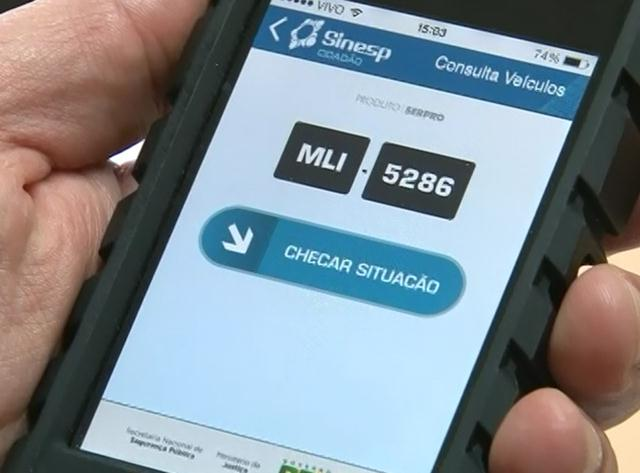 VIVO 15:03 74%
Sinesp
CIDADÃO
Consulta Veículos
PRODUTO SERPRO
MLI · 5286
CHECAR SITUAÇÃO
Secretaria Nacional de
Segurança Pública
Ministério da
Justiça